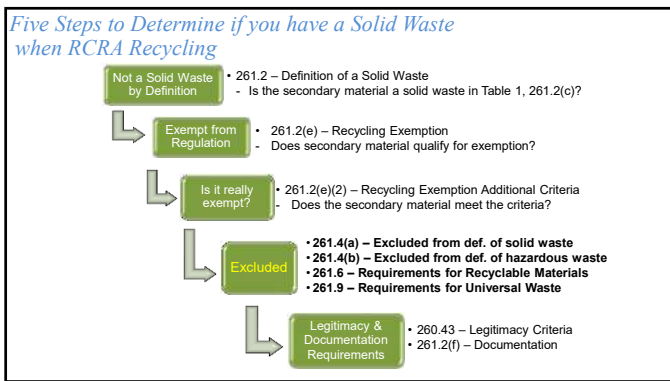 Five Steps to Determine if you have a Solid Waste
when RCRA Recycling
Not a Solid Waste
by Definition
• 261.2 – Definition of a Solid Waste
- Is the secondary material a solid waste in Table 1, 261.2(c)?
Exempt from
Regulation
• 261.2(e) – Recycling Exemption
- Does secondary material qualify for exemption?
Is it really
exempt?
• 261.2(e)(2) – Recycling Exemption Additional Criteria
- Does the secondary material meet the criteria?
Excluded
• 261.4(a) – Excluded from def. of solid waste
• 261.4(b) – Excluded from def. of hazardous waste
• 261.6 – Requirements for Recyclable Materials
• 261.9 – Requirements for Universal Waste
Legitimacy &
Documentation
Requirements
• 260.43 – Legitimacy Criteria
• 261.2(f) – Documentation